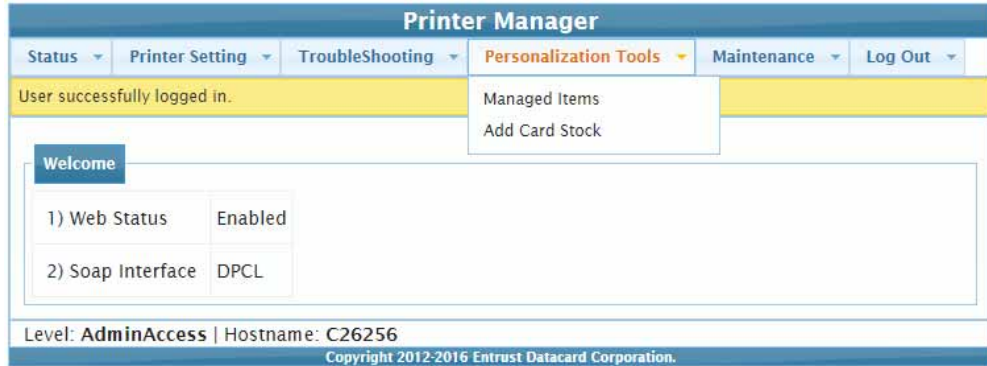 Printer Manager
Status Printer Setting TroubleShooting Personalization Tools Maintenance Log Out
User successfully logged in.
Managed Items
Add Card Stock
Welcome
1) Web Status Enabled
2) Soap Interface DPCL
Level: AdminAccess | Hostname: C26256
Copyright 2012-2016 Entrust Datacard Corporation.